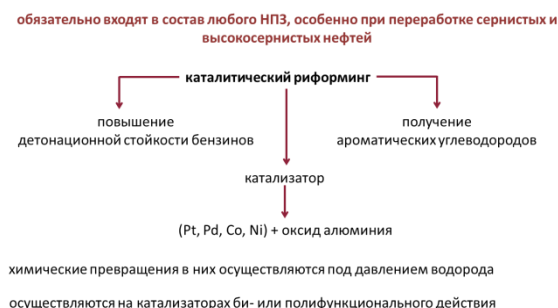 обязательно входят в состав любого НПЗ, особенно при переработке сернистых и
высокосернистых нефтей
каталитический риформинг
повышение
детонационной стойкости бензинов
получение
ароматических углеводородов
катализатор
(Pt, Pd, Co, Ni) + оксид алюминия
химические превращения в них осуществляются под давлением водорода
осуществляются на катализаторах би- или полифункционального действия